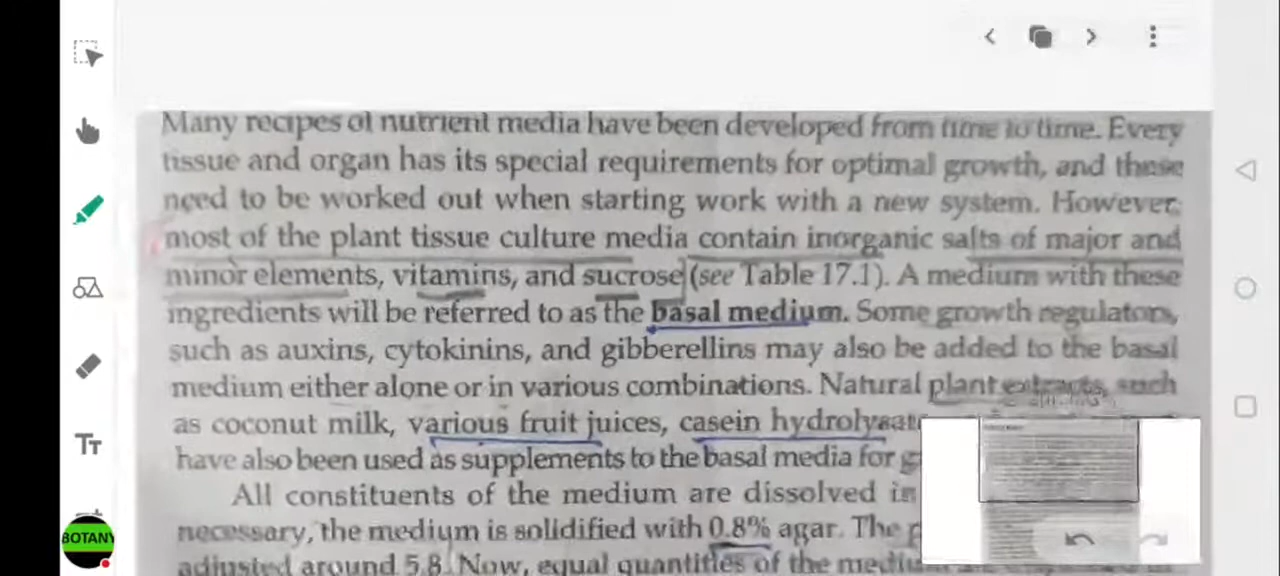 Many recipes of nutrient media have been developed from time to time. Every
tissue and organ has its special requirements for optimal growth, and these
need to be worked out when starting work with a new system. However,
most of the plant tissue culture media contain inorganic salts of major and
minor elements, vitamins, and sucrose (see Table 17.1). A medium with these
ingredients will be referred to as the basal medium. Some growth regulators,
such as auxins, cytokinins, and gibberellins may also be added to the basal
medium either alone or in various combinations. Natural plant extracts, such
as coconut milk, various fruit juices, casein hydrolysat
have also been used as supplements to the basal media for g
All constituents of the medium are dissolved in
necessary, the medium is solidified with 0.8% agar. The p
adjusted around 5.8. Now, equal quantities of the medium
TT
BOTANY